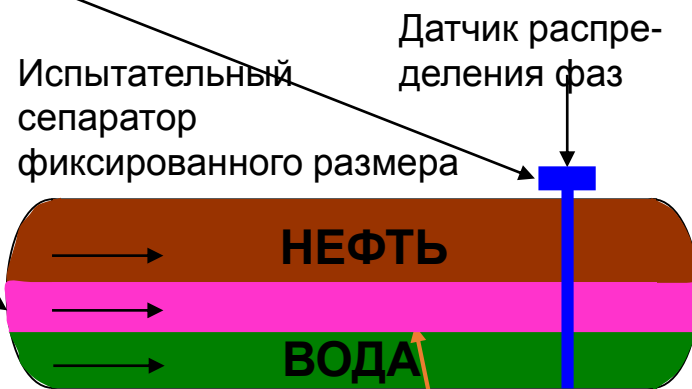 Датчик распре-
деления фаз
Испытательный
сепаратор
фиксированного размера
НЕФТЬ
ВОДА